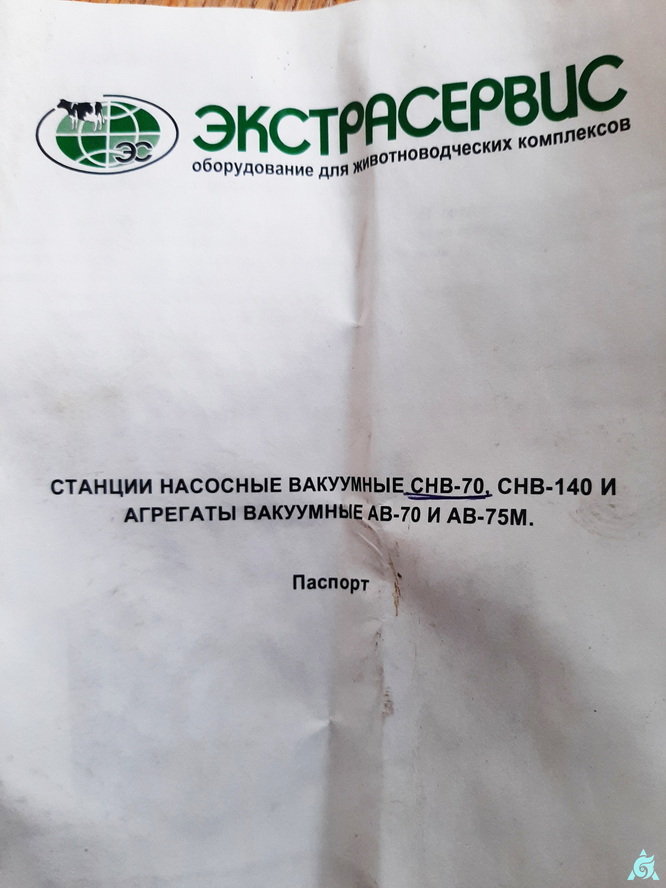 ЭС
ЭКСТРАСЕРВИС
оборудование для животноводческих комплексов
СТАНЦИИ НАСОСНЫЕ ВАКУУМНЫЕ СНВ-70, СНВ-140 И
АГРЕГАТЫ ВАКУУМНЫЕ АВ-70 И АВ-75М.
Паспорт